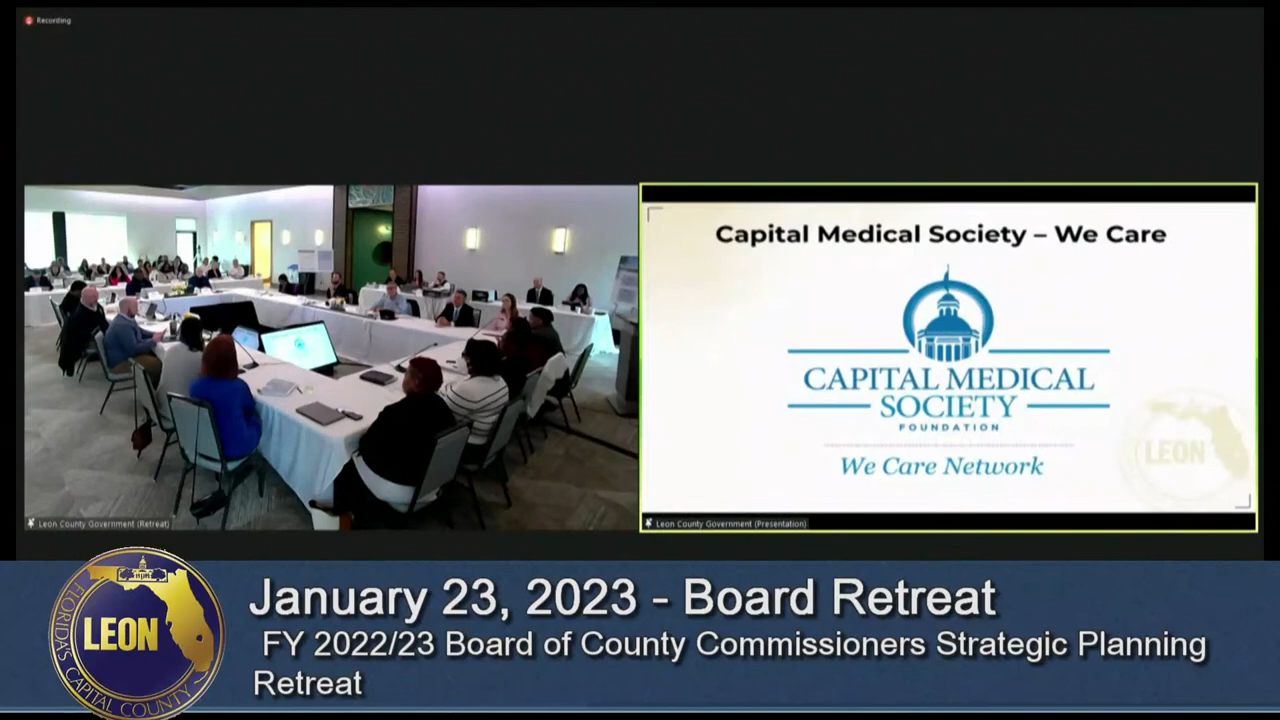 Recording
Capital Medical Society – We Care
CAPITAL MEDICAL
SOCIETY
FOUNDATION
We Care Network
LEON
Leon County Government (Retreat)
Leon County Government (Presentation)
FLORIDA'S CAPITAL COUNTY
LEON
January 23, 2023 - Board Retreat
FY 2022/23 Board of County Commissioners Strategic Planning
Retreat